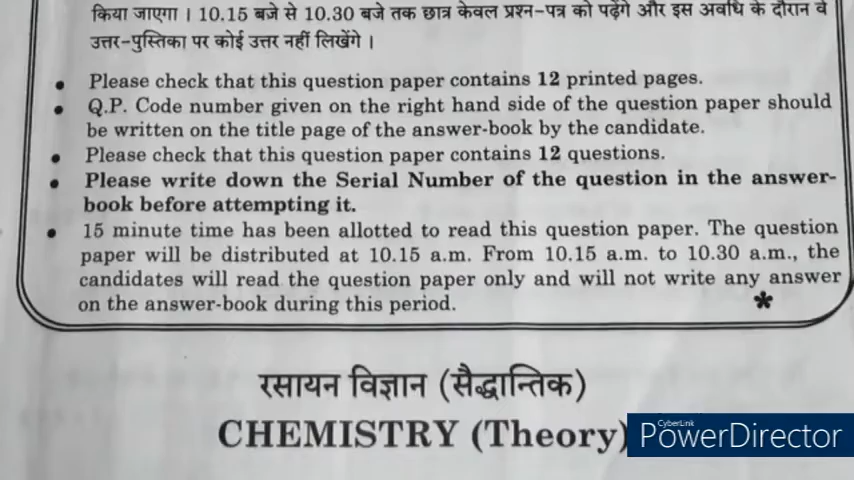 किया जाएगा । 10.15 बजे से 10.30 बजे तक छात्र केवल प्रश्न-पत्र को पढ़ेंगे और इस अवधि के दौरान वे
उत्तर-पुस्तिका पर कोई उत्तर नहीं लिखेंगे ।
• Please check that this question paper contains 12 printed pages.
• Q.P. Code number given on the right hand side of the question paper should
be written on the title page of the answer-book by the candidate.
• Please check that this question paper contains 12 questions.
• Please write down the Serial Number of the question in the answer-
book before attempting it.
• 15 minute time has been allotted to read this question paper. The question
paper will be distributed at 10.15 a.m. From 10.15 a.m. to 10.30 a.m., the
candidates will read the question paper only and will not write any answer
on the answer-book during this period. *
रसायन विज्ञान (सैद्धान्तिक)
CHEMISTRY (Theory)
CyberLink
PowerDirector